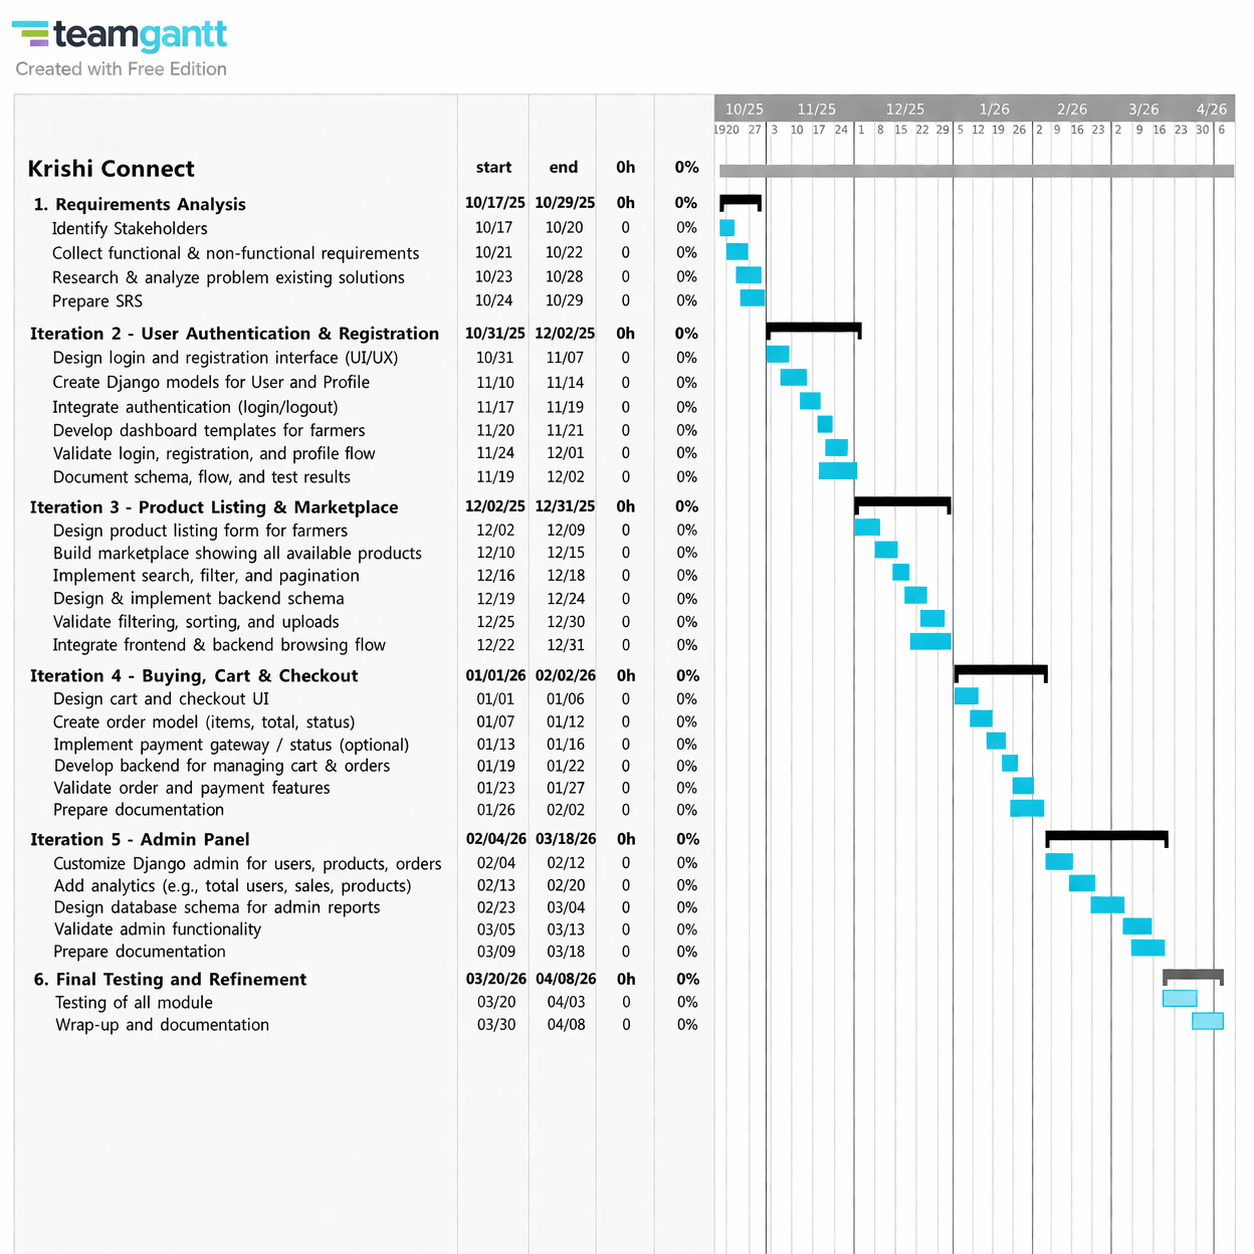 teamgantt
Created with Free Edition
10/25 11/25 12/25 1/26 2/26 3/26 4/26
19 20 27 3 10 17 24 1 8 15 22 29 5 12 19 26 2 9 16 23 2 9 16 23 30 6
Krishi Connect start end 0h 0%
1. Requirements Analysis 10/17/25 10/29/25 0h 0%
Identify Stakeholders 10/17 10/20 0 0%
Collect functional & non-functional requirements 10/21 10/22 0 0%
Research & analyze problem existing solutions 10/23 10/28 0 0%
Prepare SRS 10/24 10/29 0 0%
Iteration 2 - User Authentication & Registration 10/31/25 12/02/25 0h 0%
Design login and registration interface (UI/UX) 10/31 11/07 0 0%
Create Django models for User and Profile 11/10 11/14 0 0%
Integrate authentication (login/logout) 11/17 11/19 0 0%
Develop dashboard templates for farmers 11/20 11/21 0 0%
Validate login, registration, and profile flow 11/24 12/01 0 0%
Document schema, flow, and test results 11/19 12/02 0 0%
Iteration 3 - Product Listing & Marketplace 12/02/25 12/31/25 0h 0%
Design product listing form for farmers 12/02 12/09 0 0%
Build marketplace showing all available products 12/10 12/15 0 0%
Implement search, filter, and pagination 12/16 12/18 0 0%
Design & implement backend schema 12/19 12/24 0 0%
Validate filtering, sorting, and uploads 12/25 12/30 0 0%
Integrate frontend & backend browsing flow 12/22 12/31 0 0%
Iteration 4 - Buying, Cart & Checkout 01/01/26 02/02/26 0h 0%
Design cart and checkout UI 01/01 01/06 0 0%
Create order model (items, total, status) 01/07 01/12 0 0%
Implement payment gateway / status (optional) 01/13 01/16 0 0%
Develop backend for managing cart & orders 01/19 01/22 0 0%
Validate order and payment features 01/23 01/27 0 0%
Prepare documentation 01/26 02/02 0 0%
Iteration 5 - Admin Panel 02/04/26 03/18/26 0h 0%
Customize Django admin for users, products, orders 02/04 02/12 0 0%
Add analytics (e.g., total users, sales, products) 02/13 02/20 0 0%
Design database schema for admin reports 02/23 03/04 0 0%
Validate admin functionality 03/05 03/13 0 0%
Prepare documentation 03/09 03/18 0 0%
6. Final Testing and Refinement 03/20/26 04/08/26 0h 0%
Testing of all module 03/20 04/03 0 0%
Wrap-up and documentation 03/30 04/08 0 0%